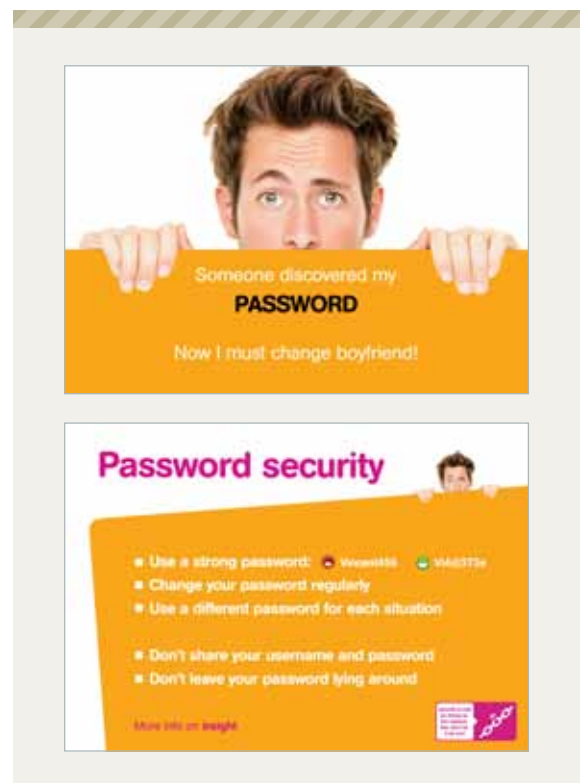 Someone discovered my
PASSWORD
Now I must change boyfriend!
Password security
Use a strong password:
Change your password regularly
Use a different password for each situation
Don't share your username and password
Don't leave your password lying around
More info on insight